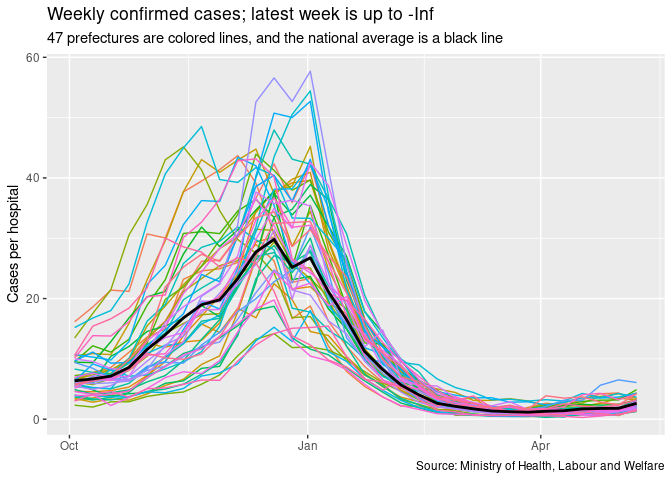 Weekly confirmed cases; latest week is up to -Inf
47 prefectures are colored lines, and the national average is a black line
60
40
20
0
Cases per hospital
Oct
Jan
Apr
Source: Ministry of Health, Labour and Welfare